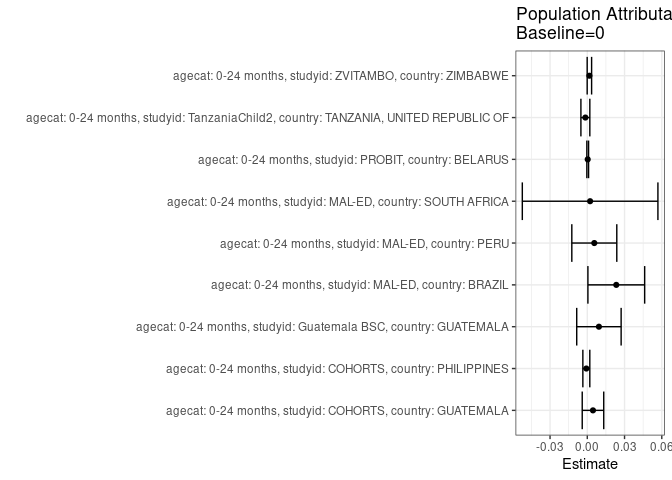 Population Attributa
Baseline=0
agecat: 0-24 months, studyid: ZVITAMBO, country: ZIMBABWE
agecat: 0-24 months, studyid: TanzaniaChild2, country: TANZANIA, UNITED REPUBLIC OF
agecat: 0-24 months, studyid: PROBIT, country: BELARUS
agecat: 0-24 months, studyid: MAL-ED, country: SOUTH AFRICA
agecat: 0-24 months, studyid: MAL-ED, country: PERU
agecat: 0-24 months, studyid: MAL-ED, country: BRAZIL
agecat: 0-24 months, studyid: Guatemala BSC, country: GUATEMALA
agecat: 0-24 months, studyid: COHORTS, country: PHILIPPINES
agecat: 0-24 months, studyid: COHORTS, country: GUATEMALA
-0.03 0.00 0.03 0.06
Estimate